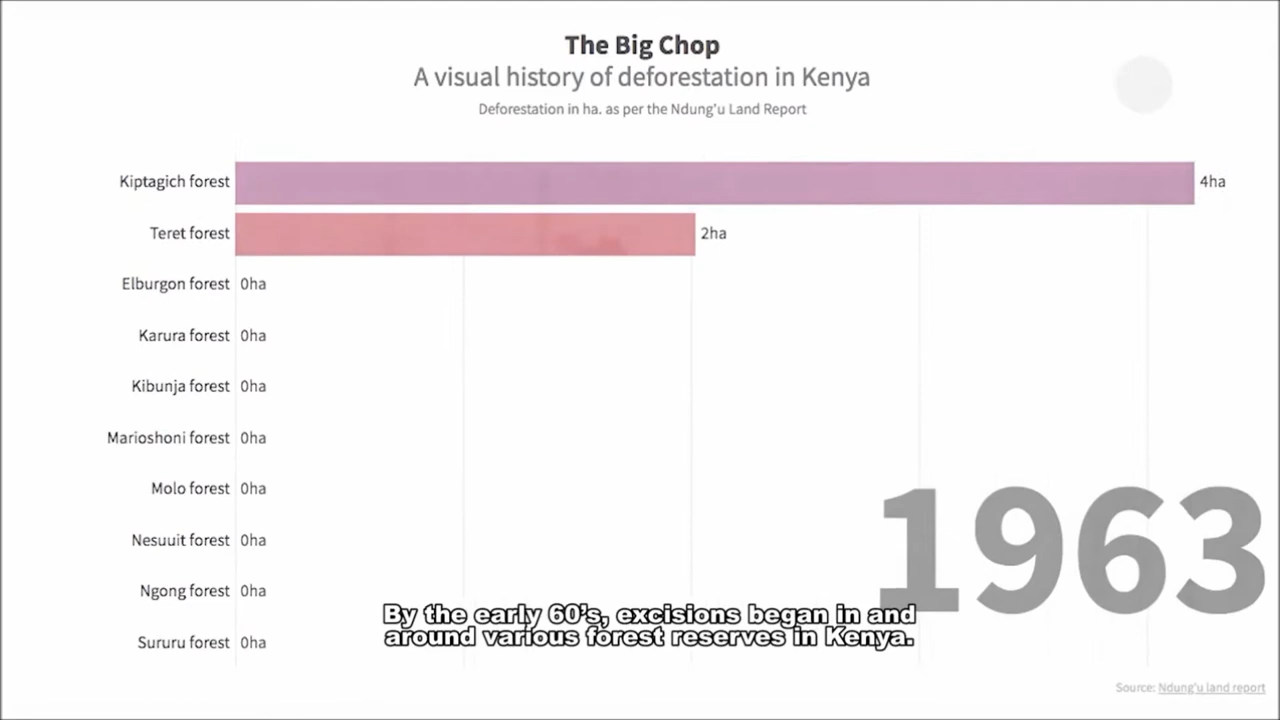 The Big Chop
A visual history of deforestation in Kenya
Deforestation in ha. as per the Ndung'u Land Report
Kiptagich forest 4ha
Teret forest 2ha
Elburgon forest 0ha
Karura forest 0ha
Kibunja forest 0ha
Marioshoni forest 0ha
Molo forest 0ha
Nesuuit forest 0ha
Ngong forest 0ha
Sururu forest 0ha
1963
By the early 60's, excisions began in and
around various forest reserves in Kenya.
Source: Ndung'u land report